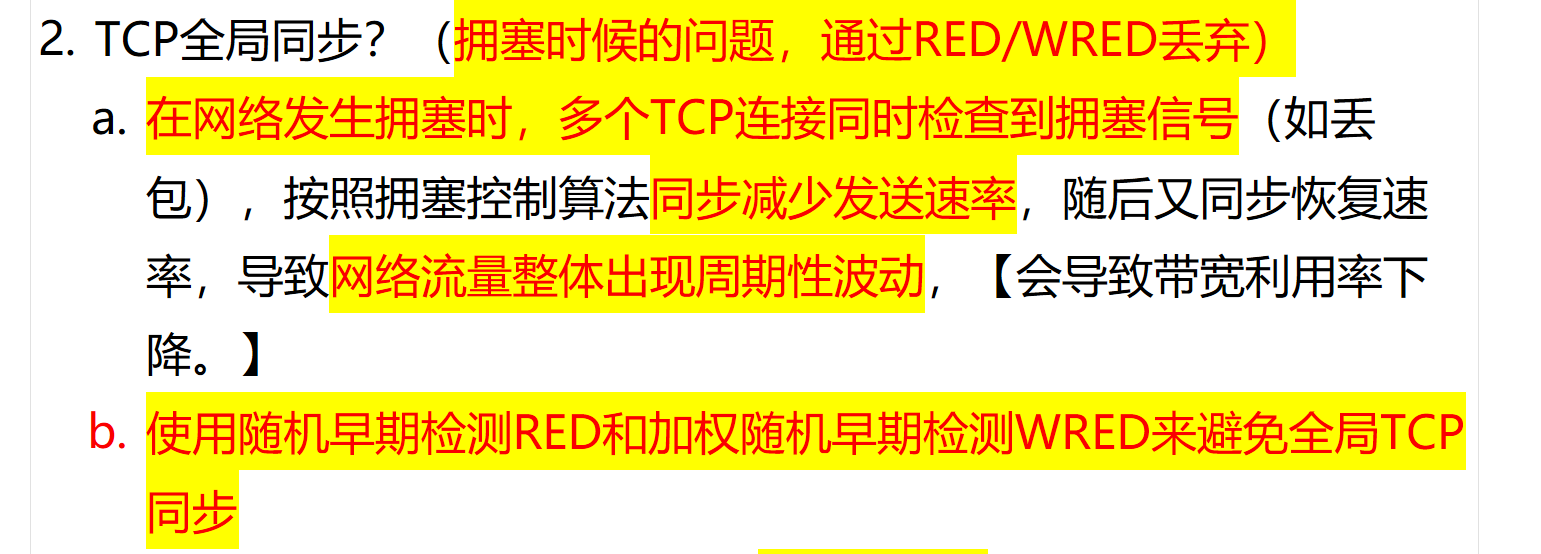 2. TCP全局同步？（拥塞时候的问题，通过RED/WRED丢弃）
a. 在网络发生拥塞时，多个TCP连接同时检查到拥塞信号（如丢
包），按照拥塞控制算法同步减少发送速率，随后又同步恢复速
率，导致网络流量整体出现周期性波动，【会导致带宽利用率下
降。】
b. 使用随机早期检测RED和加权随机早期检测WRED来避免全局TCP
同步